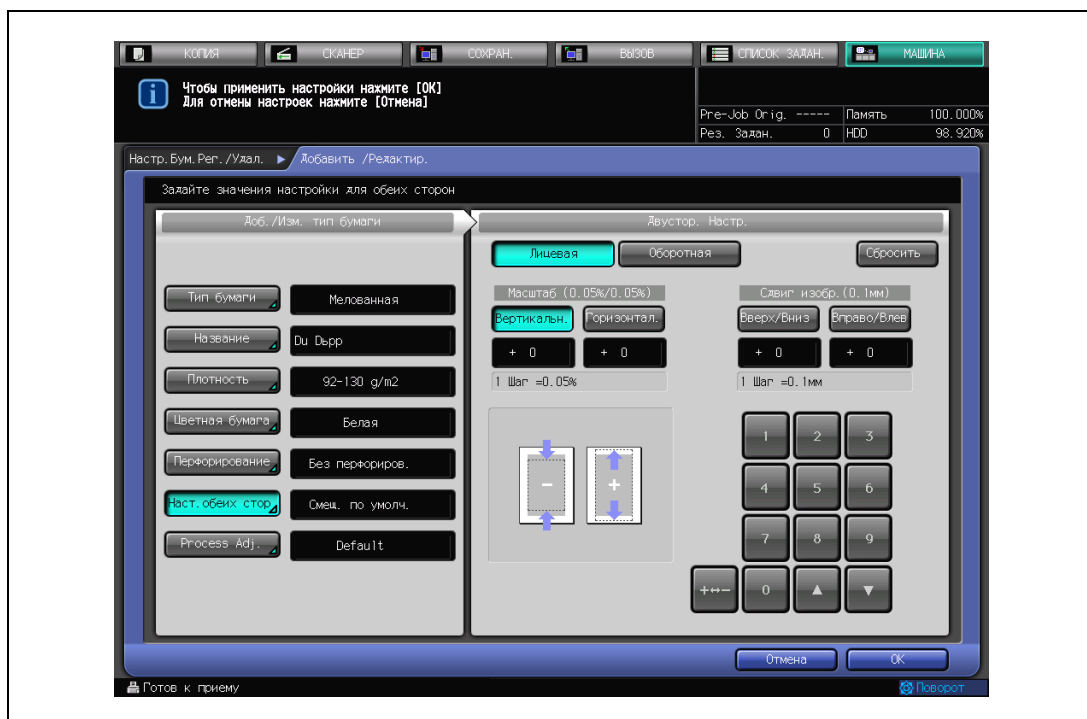 КОПИЯ СКАНЕР СОХРАН. ВЫЗОВ СПИСОК ЗАДАН. МАШИНА
Чтобы применить настройки нажмите [OK]
Для отмены настроек нажмите [Отмена]
Pre-Job Orig. ----- Память 100.000%
Рез. Задан. 0 HDD 98.920%
Настр.Бум.Рег./Удал. Добавить /Редактир.
Задайте значения настройки для обеих сторон
Доб./Изм. тип бумаги
Двустор. Настр.
Лицевая Оборотная Сбросить
Тип бумаги Мелованная
Название Du Dьpp
Плотность 92-130 g/m2
Цветная бумага Белая
Перфорирование Без перфориров.
Наст.обеих стор. Смещ. по умолч.
Process Adj. Default
Масштаб (0.05%/0.05%)
Вертикальн. Горизонтал.
+ 0 + 0
1 Шаг =0.05%
Сдвиг изобр.(0.1мм)
Вверх/Вниз Вправо/Влев
+ 0 + 0
1 Шаг =0.1мм
- +
1 2 3
4 5 6
7 8 9
+↔- 0 ▲ ▼
Отмена OK
Готов к приему Поворот